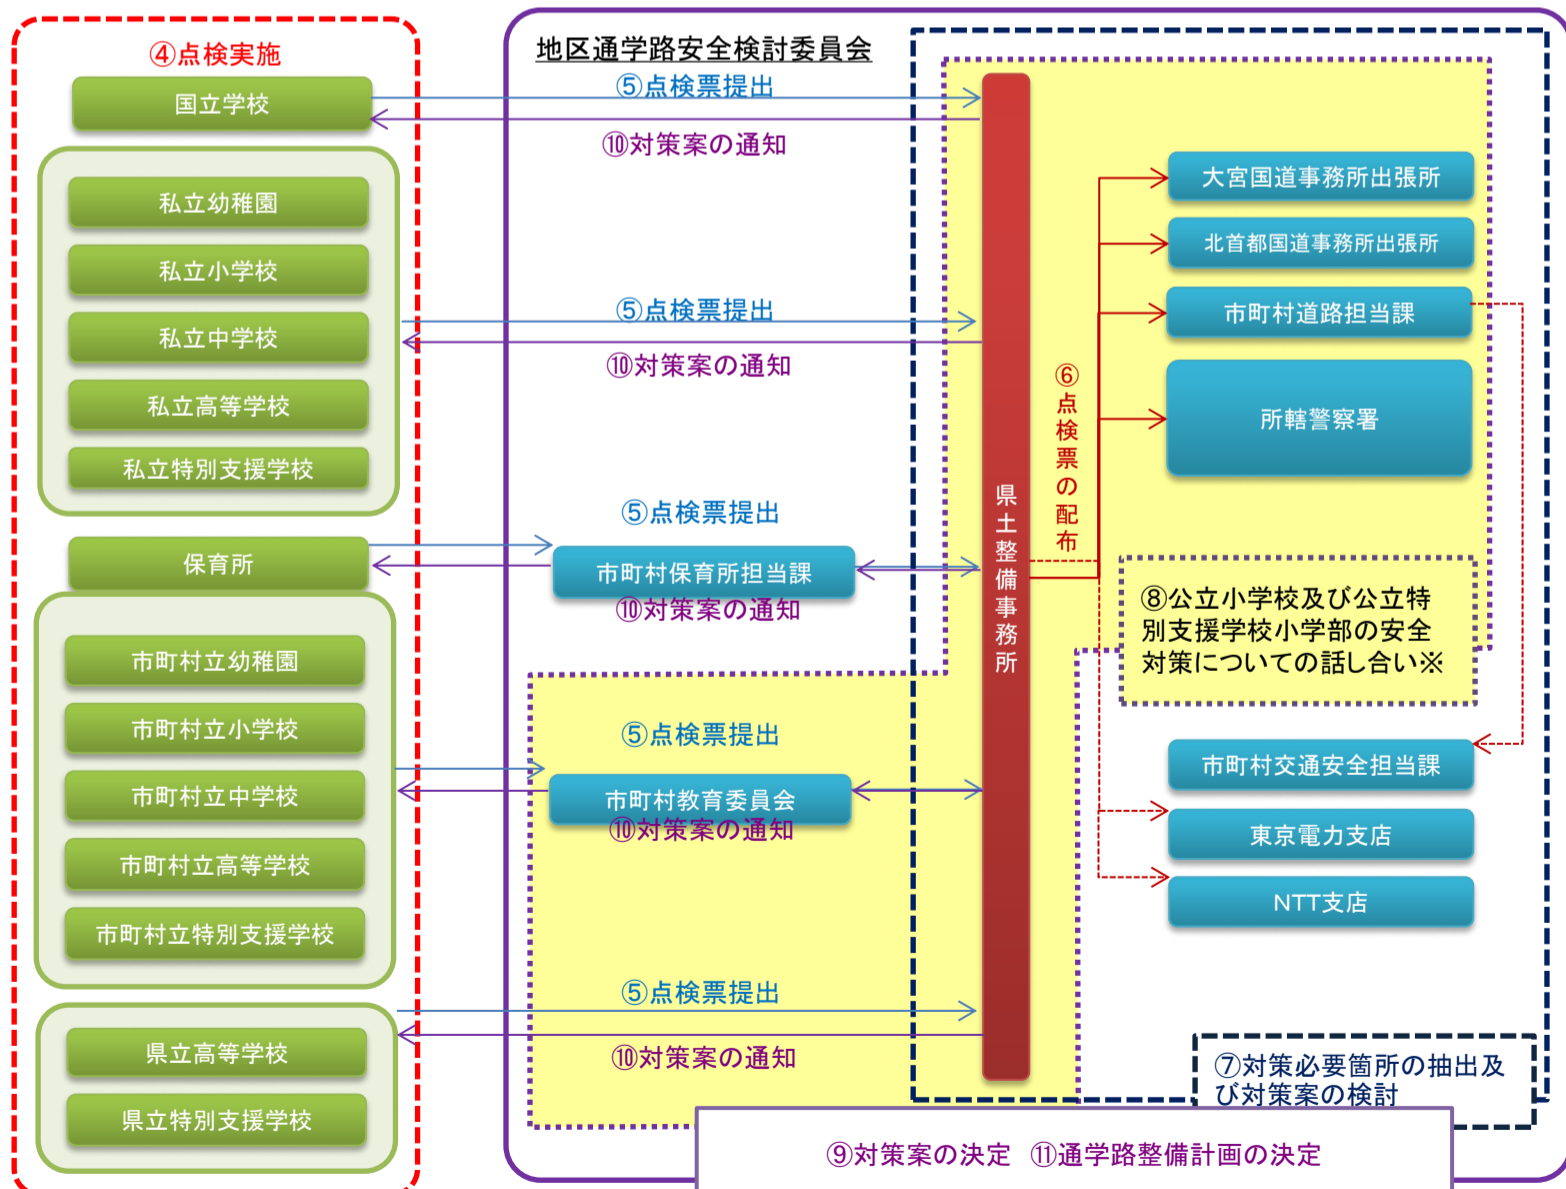 ④点検実施
国立学校
私立幼稚園
私立小学校
私立中学校
私立高等学校
私立特別支援学校
保育所
市町村立幼稚園
市町村立小学校
市町村立中学校
市町村立高等学校
市町村立特別支援学校
県立高等学校
県立特別支援学校
地区通学路安全検討委員会
⑤点検票提出
⑩対策案の通知
⑤点検票提出
⑩対策案の通知
⑤点検票提出
市町村保育所担当課
⑩対策案の通知
⑤点検票提出
市町村教育委員会
⑩対策案の通知
⑤点検票提出
⑩対策案の通知
県土整備事務所
⑥点検票の配布
大宮国道事務所出張所
北首都国道事務所出張所
市町村道路担当課
所轄警察署
⑧公立小学校及び公立特
別支援学校小学部の安全
対策についての話し合い※
市町村交通安全担当課
東京電力支店
NTT支店
⑦対策必要箇所の抽出及
び対策案の検討
⑨対策案の決定 ⑪通学路整備計画の決定